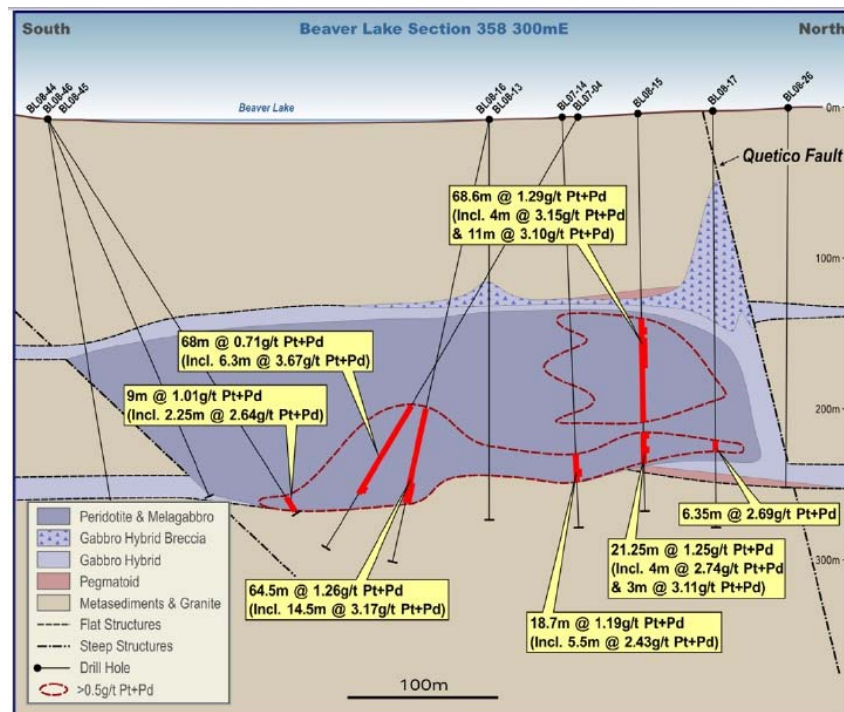 South
Beaver Lake Section 358 300mE
North
BL08-44
BL08-46
BL08-45
Beaver Lake
BL08-16
BL08-13
BL07-14
BL07-04
BL08-15
BL08-17
BL08-26
0m
Quetico Fault
68.6m @ 1.29g/t Pt+Pd
(Incl. 4m @ 3.15g/t Pt+Pd
& 11m @ 3.10g/t Pt+Pd)
100m
68m @ 0.71g/t Pt+Pd
(Incl. 6.3m @ 3.67g/t Pt+Pd)
9m @ 1.01g/t Pt+Pd
(Incl. 2.25m @ 2.64g/t Pt+Pd)
200m
6.35m @ 2.69g/t Pt+Pd
21.25m @ 1.25g/t Pt+Pd
(Incl. 4m @ 2.74g/t Pt+Pd
& 3m @ 3.11g/t Pt+Pd)
300m
64.5m @ 1.26g/t Pt+Pd
(Incl. 14.5m @ 3.17g/t Pt+Pd)
18.7m @ 1.19g/t Pt+Pd
(Incl. 5.5m @ 2.43g/t Pt+Pd)
LEGEND
Peridotite & Melagabbro
Gabbro Hybrid Breccia
Gabbro Hybrid
Pegmatoid
Metasediments & Granite
Flat Structures
Steep Structures
Drill Hole
>0.5g/t Pt+Pd
100m